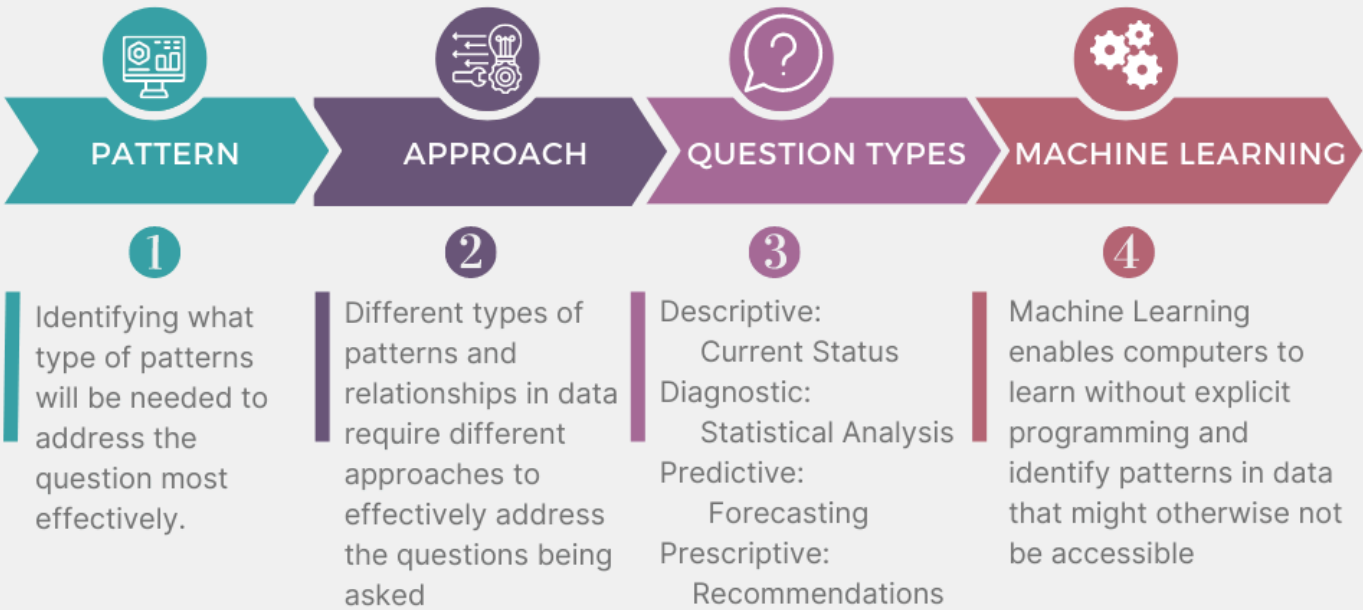 PATTERN
APPROACH
QUESTION TYPES
MACHINE LEARNING
1
Identifying what
type of patterns
will be needed to
address the
question most
effectively.
2
Different types of
patterns and
relationships in data
require different
approaches to
effectively address
the questions being
asked
3
Descriptive:
Current Status
Diagnostic:
Statistical Analysis
Predictive:
Forecasting
Prescriptive:
Recommendations
4
Machine Learning
enables computers to
learn without explicit
programming and
identify patterns in data
that might otherwise not
be accessible